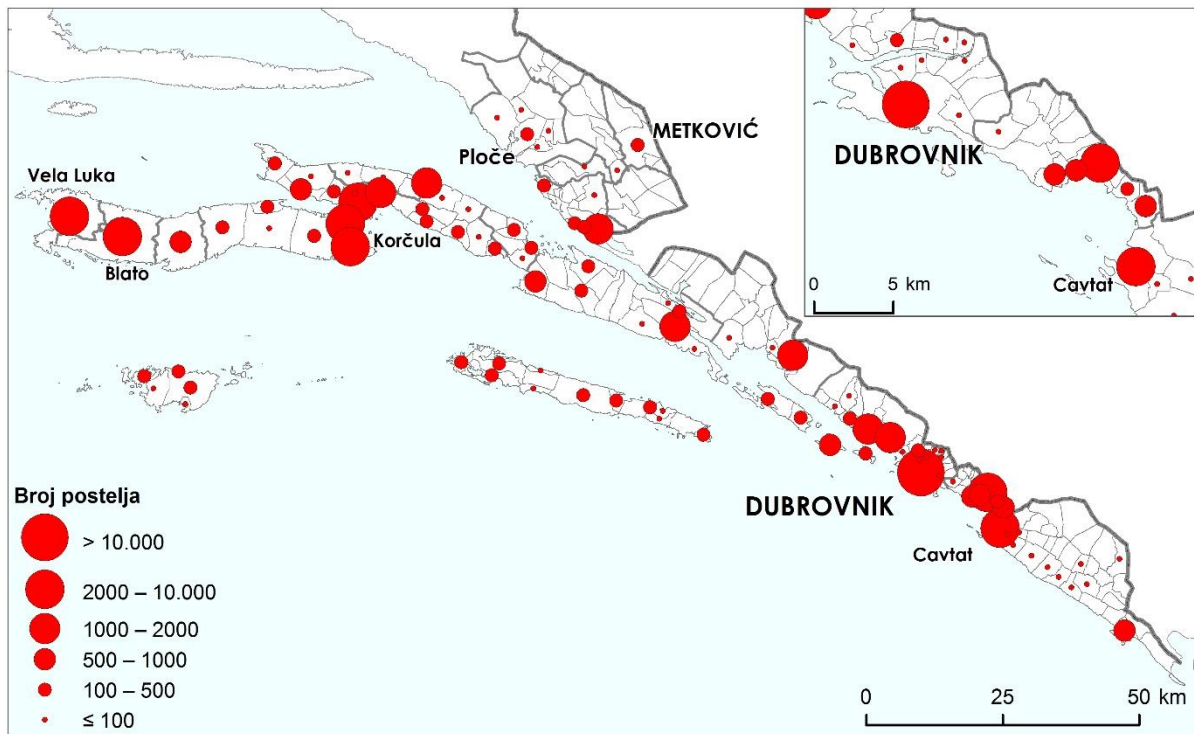 METKOVIĆ
Ploče
Vela Luka
Blato
Korčula
DUBROVNIK
Cavtat
0 5 km
DUBROVNIK
Cavtat
Broj postelja
> 10.000
2000 – 10.000
1000 – 2000
500 – 1000
100 – 500
≤ 100
0 25 50 km